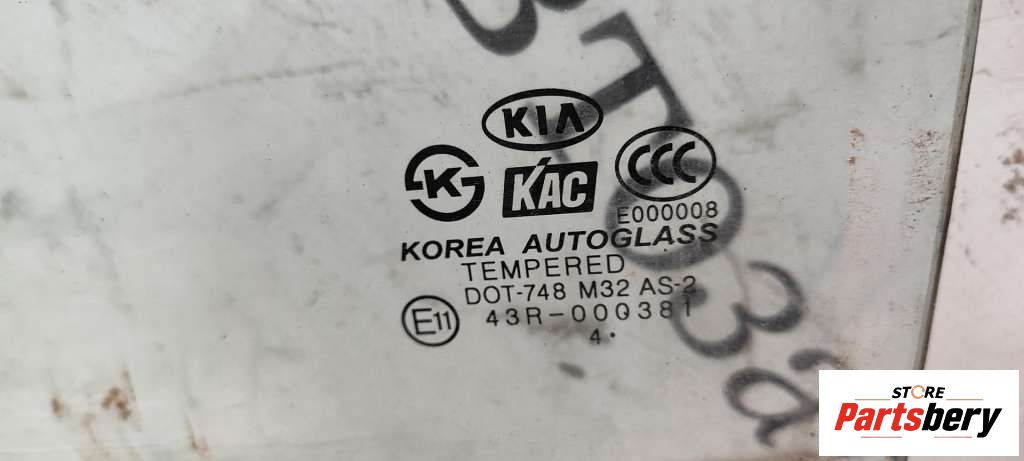 KIA
K
KAC
CCC
E000008
KOREA AUTOGLASS
TEMPERED
DOT-748 M32 AS-2
E11
43R-000381
4.
STORE
Partsbery